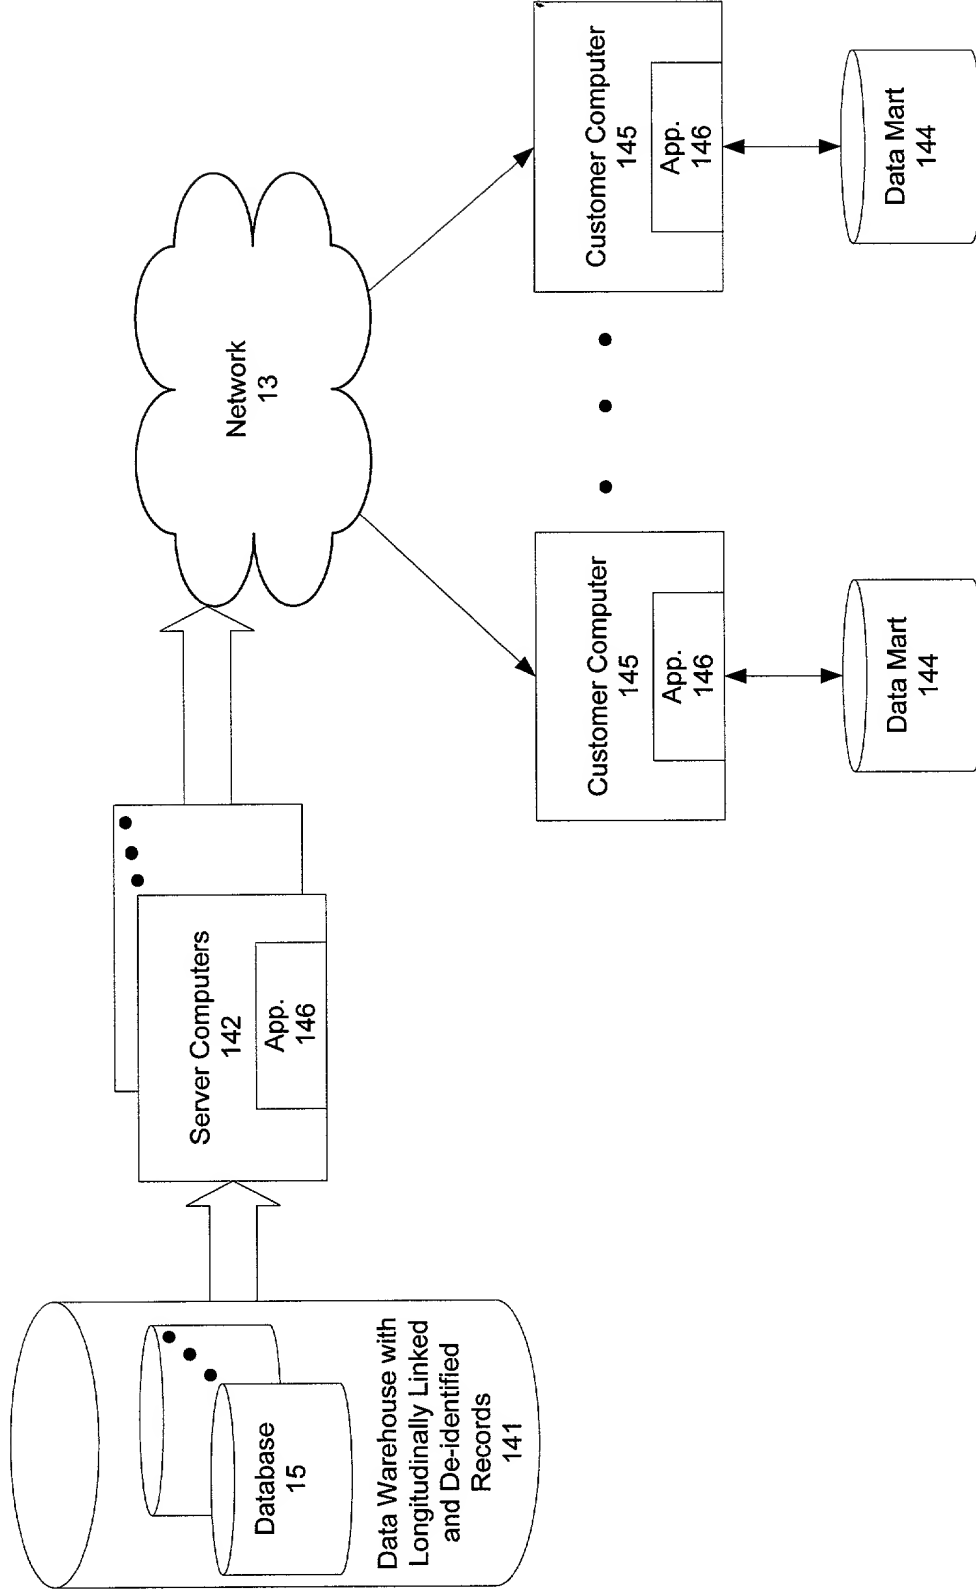 Database
15
Data Warehouse with
Longitudinally Linked
and De-identified
Records
141
Server Computers
142
App.
146
Network
13
Customer Computer
145
App.
146
Data Mart
144
Customer Computer
145
App.
146
Data Mart
144